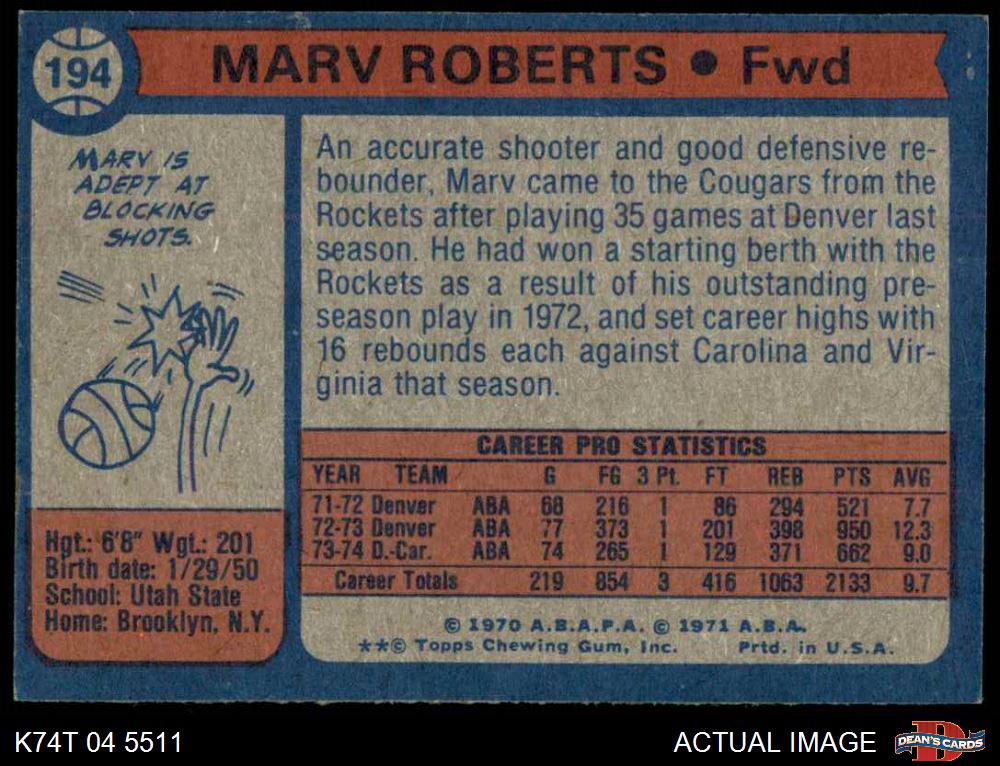 194
MARV ROBERTS • Fwd
MARV IS
ADEPT AT
BLOCKING
SHOTS.
An accurate shooter and good defensive re-
bounder, Marv came to the Cougars from the
Rockets after playing 35 games at Denver last
season. He had won a starting berth with the
Rockets as a result of his outstanding pre-
season play in 1972, and set career highs with
16 rebounds each against Carolina and Vir-
ginia that season.
Hgt.: 6'8" Wgt.: 201
Birth date: 1/29/50
School: Utah State
Home: Brooklyn, N.Y.
CAREER PRO STATISTICS
YEAR TEAM G FG 3 Pt. FT REB PTS AVG
71-72 Denver ABA 68 216 1 86 294 521 7.7
72-73 Denver ABA 77 373 1 201 398 950 12.3
73-74 D.-Car. ABA 74 265 1 129 371 662 9.0
Career Totals 219 854 3 416 1063 2133 9.7
© 1970 A.B.A.P.A. © 1971 A.B.A.
**© Topps Chewing Gum, Inc. Prtd. in U.S.A.
K74T 04 5511
ACTUAL IMAGE
DEAN'S CARDS